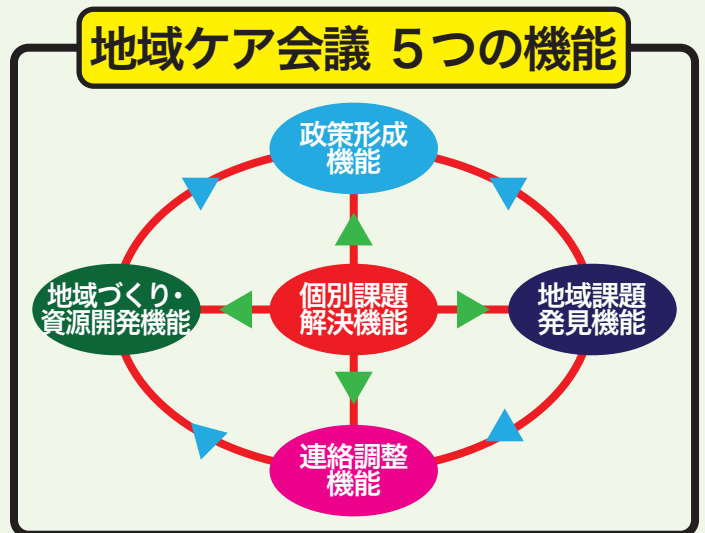 地域ケア会議 5つの機能
政策形成
機能
地域づくり・
資源開発機能
個別課題
解決機能
地域課題
発見機能
連絡調整
機能